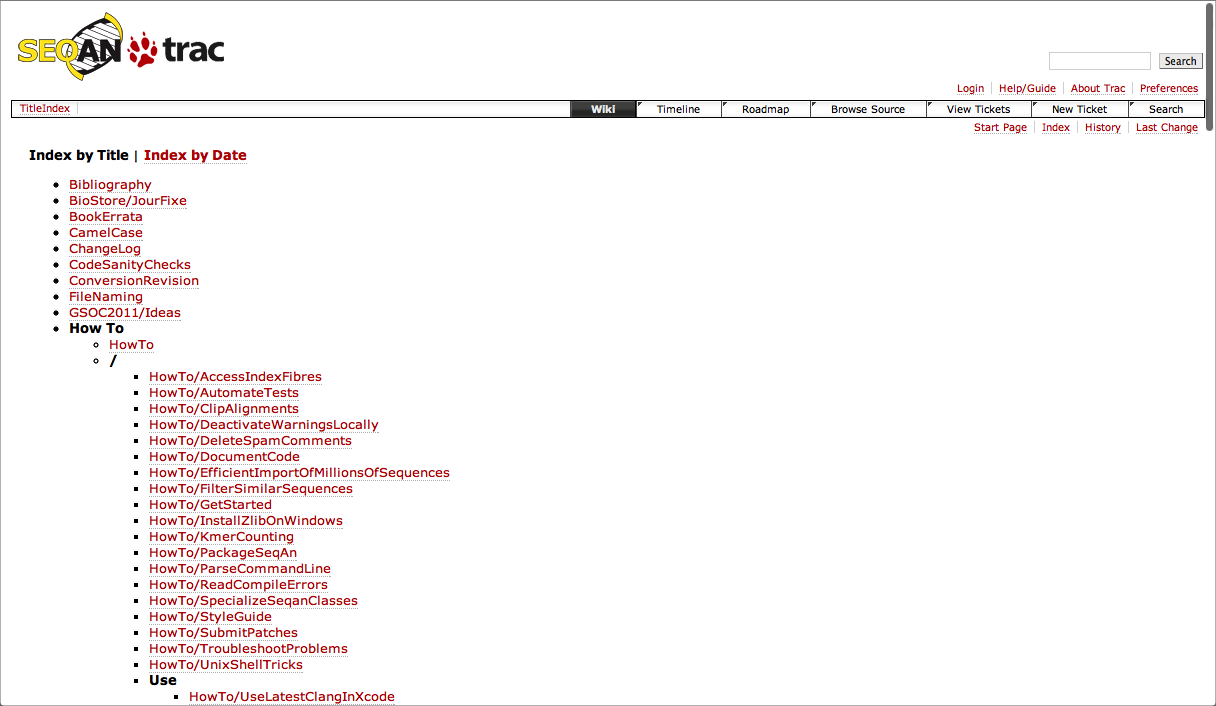 SEQAN trac
Search
Login Help/Guide About Trac Preferences
TitleIndex Wiki Timeline Roadmap Browse Source View Tickets New Ticket Search
Start Page Index History Last Change
Index by Title | Index by Date
Bibliography
BioStore/JourFixe
BookErrata
CamelCase
ChangeLog
CodeSanityChecks
ConversionRevision
FileNaming
GSOC2011/Ideas
How To
HowTo
/
HowTo/AccessIndexFibres
HowTo/AutomateTests
HowTo/ClipAlignments
HowTo/DeactivateWarningsLocally
HowTo/DeleteSpamComments
HowTo/DocumentCode
HowTo/EfficientImportOfMillionsOfSequences
HowTo/FilterSimilarSequences
HowTo/GetStarted
HowTo/InstallZlibOnWindows
HowTo/KmerCounting
HowTo/PackageSeqAn
HowTo/ParseCommandLine
HowTo/ReadCompileErrors
HowTo/SpecializeSeqanClasses
HowTo/StyleGuide
HowTo/SubmitPatches
HowTo/TroubleshootProblems
HowTo/UnixShellTricks
Use
HowTo/UseLatestClangInXcode